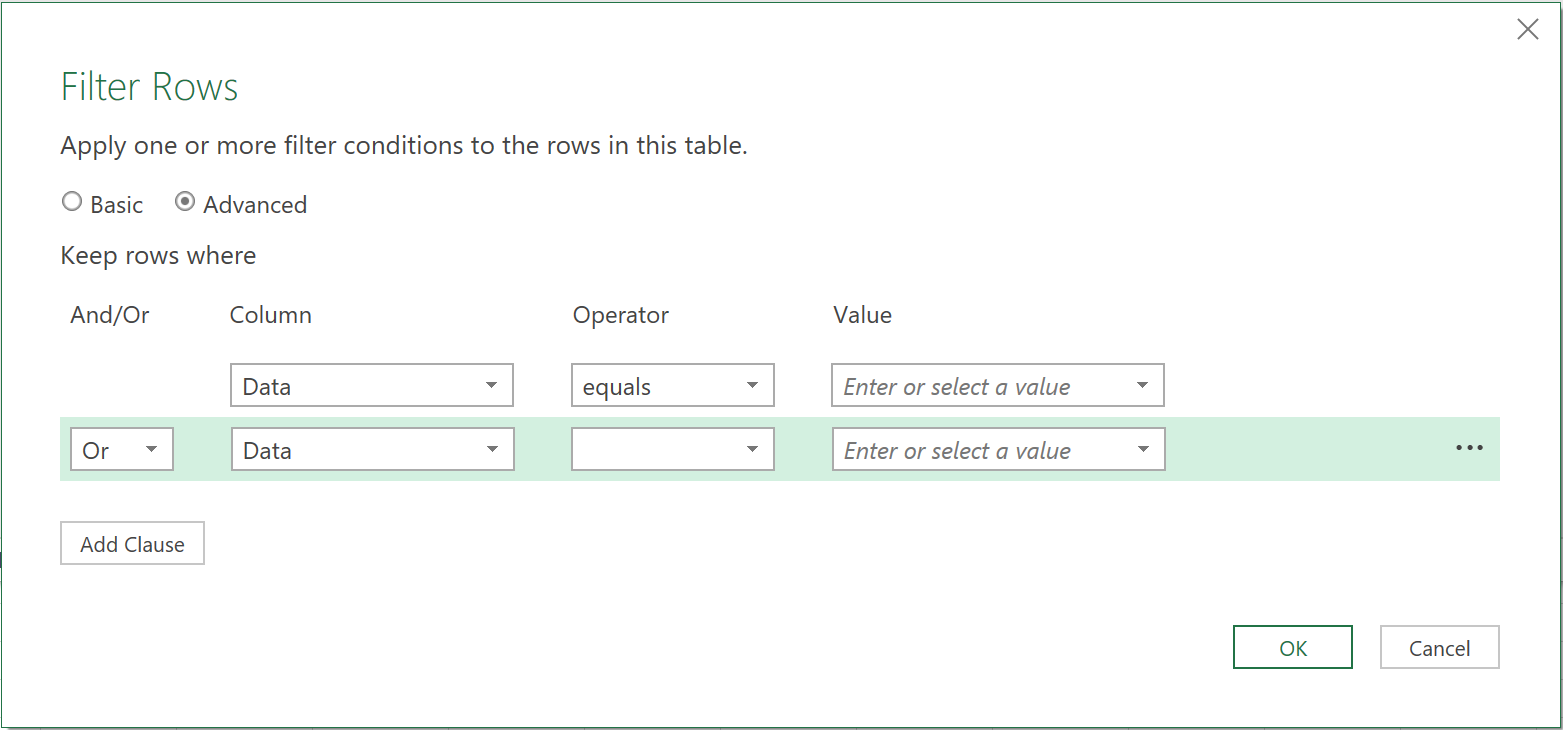 Filter Rows
Apply one or more filter conditions to the rows in this table.
Basic Advanced
Keep rows where
And/Or Column Operator Value
Data equals Enter or select a value
Or Data Enter or select a value ...
Add Clause
OK Cancel